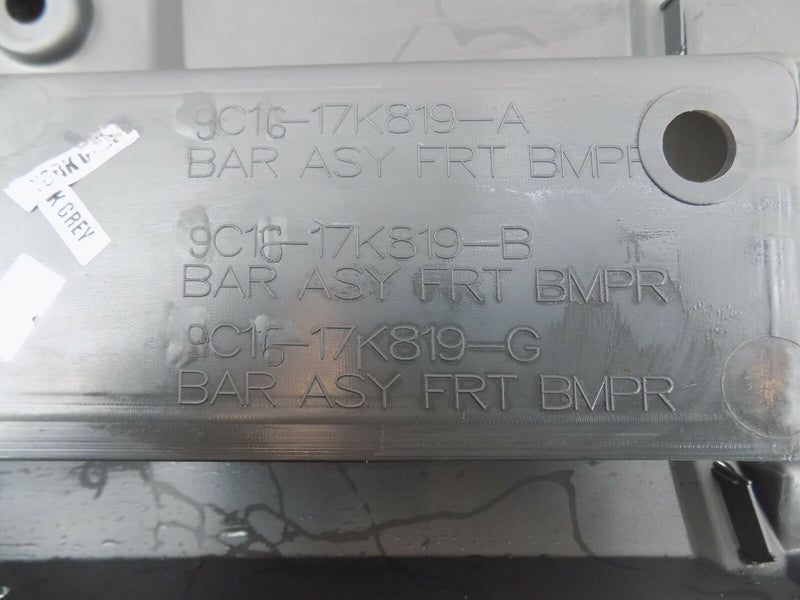 9C16-17K819-A
BAR ASY FRT BMPR
9C16-17K819-B
BAR ASY FRT BMPR
9C16-17K819-G
BAR ASY FRT BMPR
K GREY